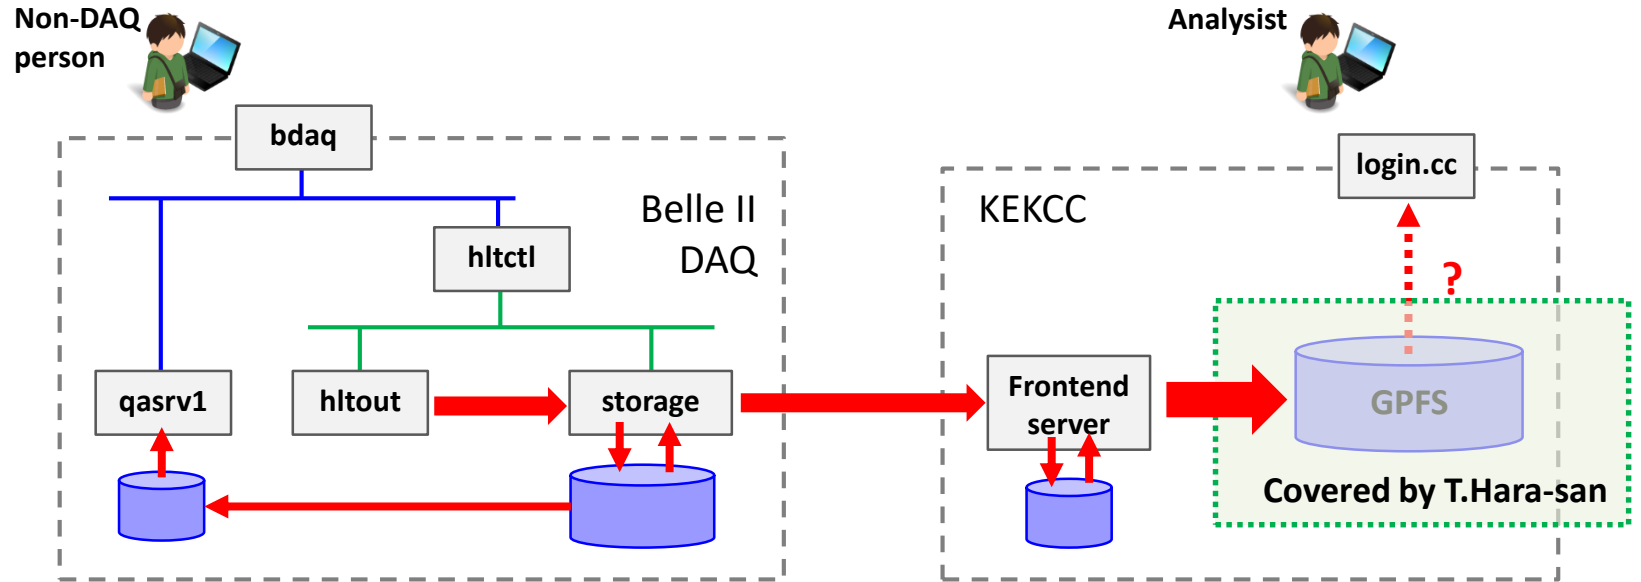 Non-DAQ
person
Analysist
bdaq
login.cc
Belle II
DAQ
KEKCC
hltctl
?
qasrv1
hltout
storage
Frontend
server
GPFS
Covered by T.Hara-san